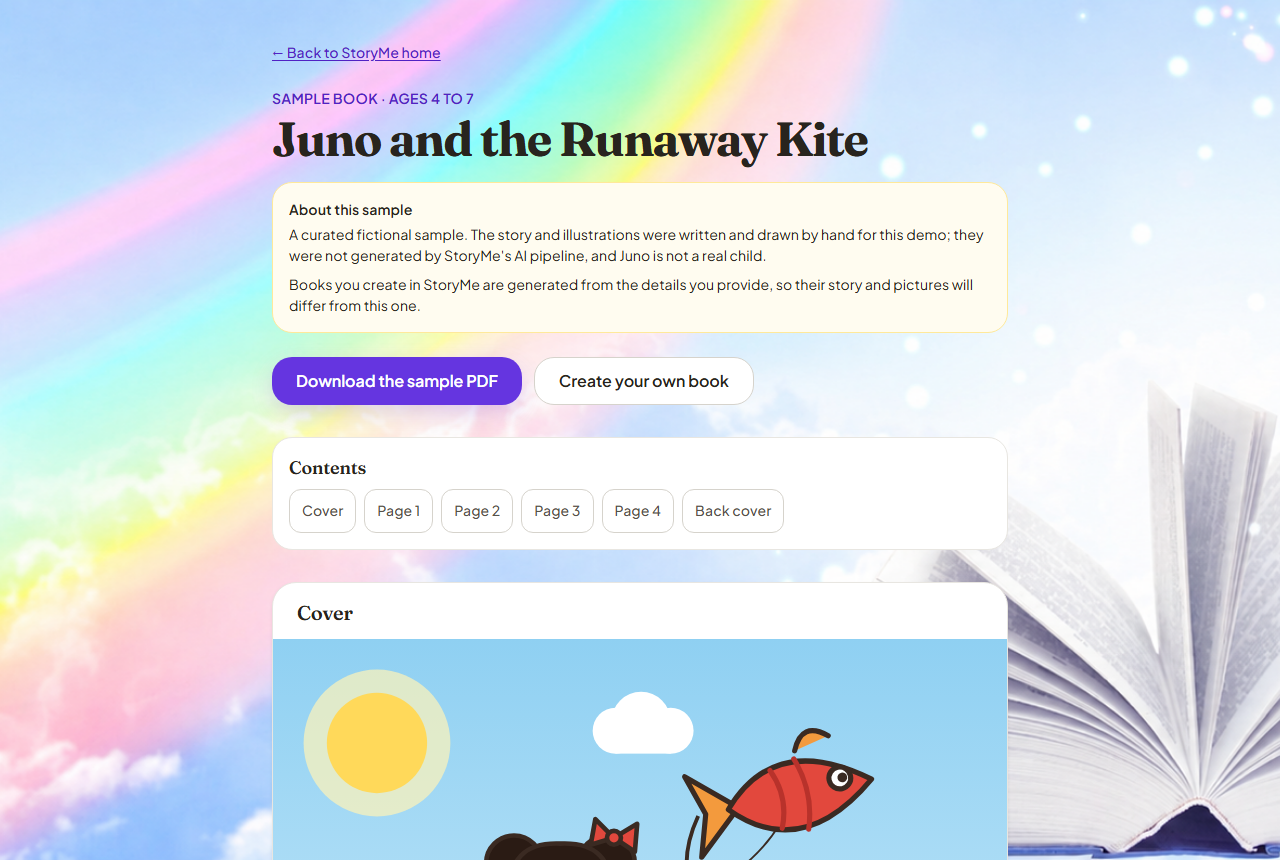 ← Back to StoryMe home
SAMPLE BOOK · AGES 4 TO 7
Juno and the Runaway Kite
About this sample
A curated fictional sample. The story and illustrations were written and drawn by hand for this demo; they
were not generated by StoryMe's AI pipeline, and Juno is not a real child.
Books you create in StoryMe are generated from the details you provide, so their story and pictures will
differ from this one.
Download the sample PDF
Create your own book
Contents
Cover
Page 1
Page 2
Page 3
Page 4
Back cover
Cover